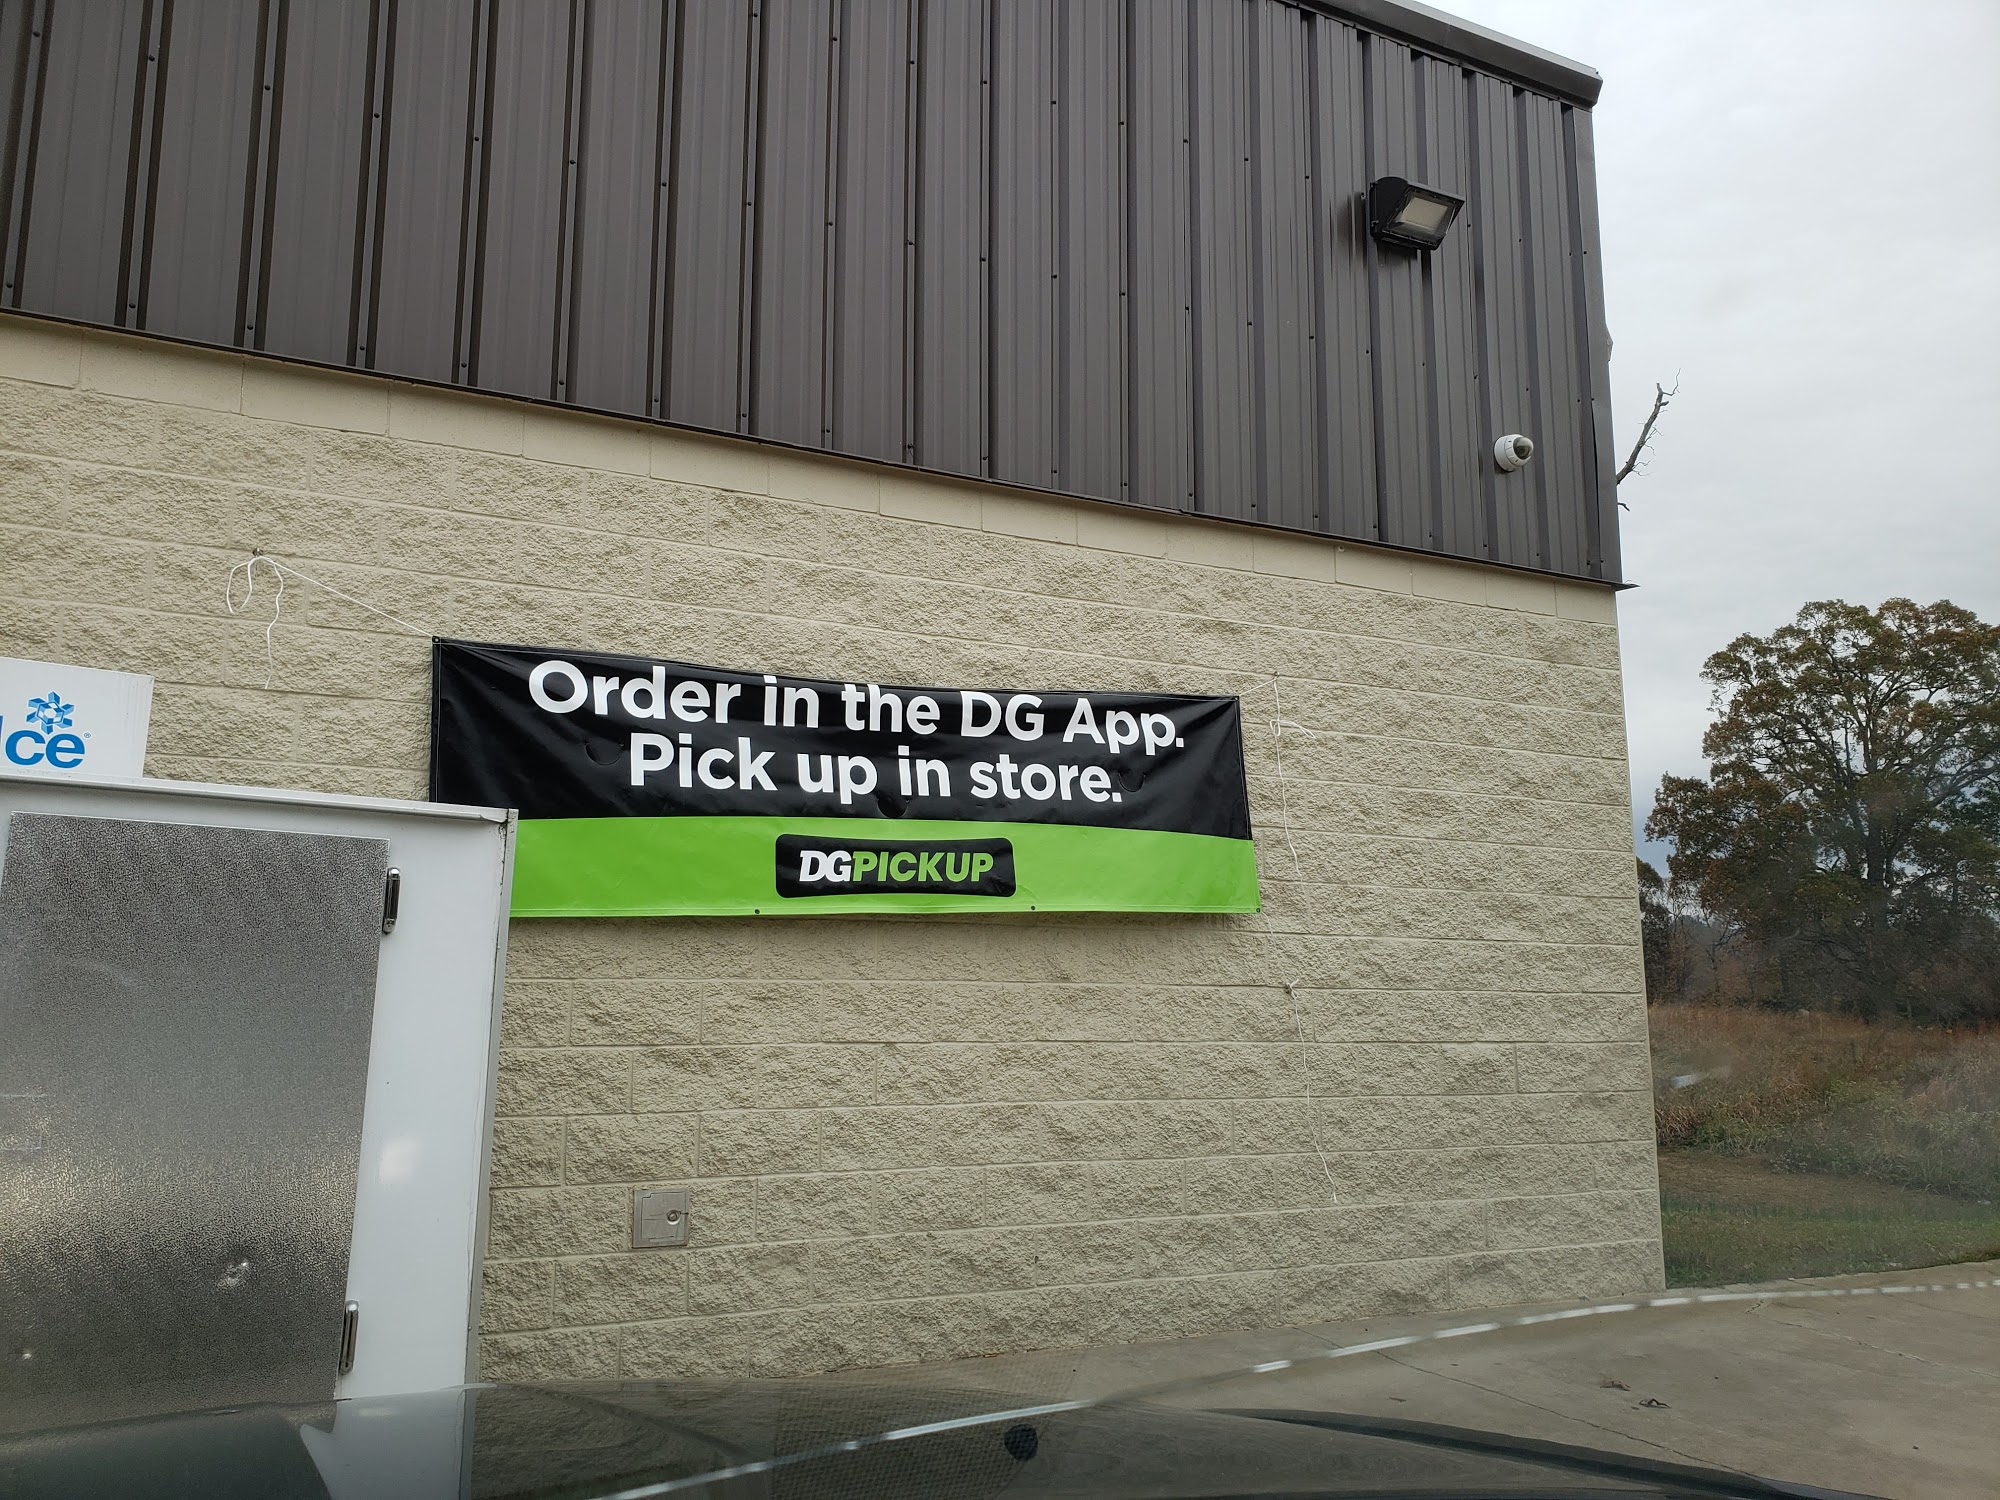 Order in the DG App.
Pick up in store.
DGPICKUP
Ice®